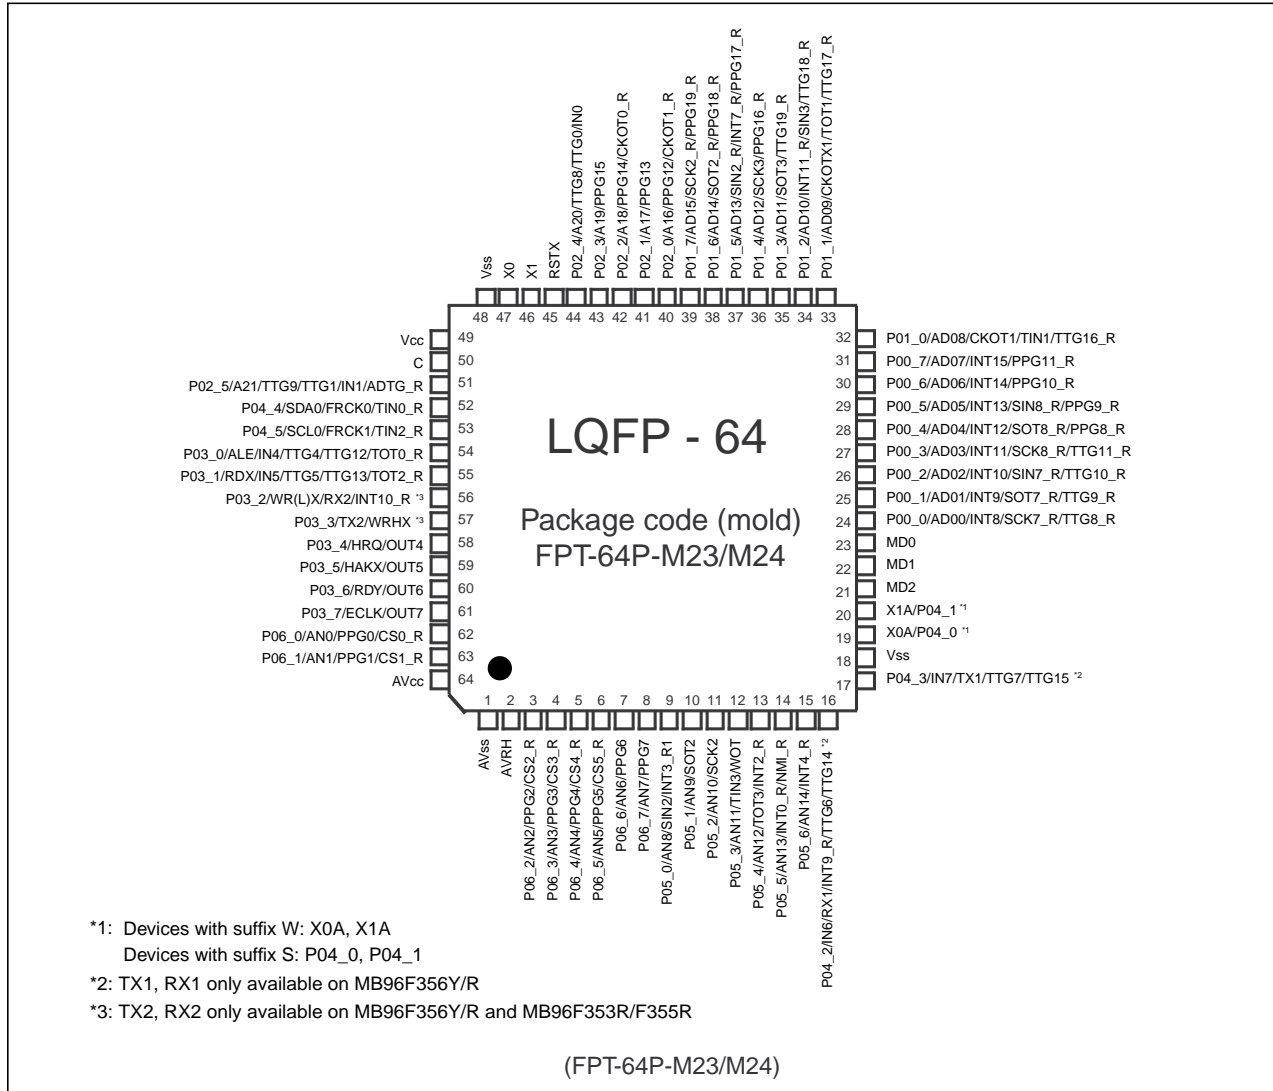 P02_4/A20/TTG8/TTG0/IN0
P02_3/A19/PPG15
P02_2/A18/PPG14/CKOT0_R
P02_1/A17/PPG13
P02_0/A16/PPG12/CKOT1_R
P01_7/AD15/SCK2_R/PPG19_R
P01_6/AD14/SOT2_R/PPG18_R
P01_5/AD13/SIN2_R/INT7_R/PPG17_R
P01_4/AD12/SCK3/PPG16_R
P01_3/AD11/SOT3/TTG19_R
P01_2/AD10/INT11_R/SIN3/TTG18_R
P01_1/AD09/CKOTX1/TOT1/TTG17_R
Vss
X0
X1
RSTX
48 47 46 45 44 43 42 41 40 39 38 37 36 35 34 33
Vcc 49
C 50
P02_5/A21/TTG9/TTG1/IN1/ADTG_R 51
P04_4/SDA0/FRCK0/TIN0_R 52
P04_5/SCL0/FRCK1/TIN2_R 53
P03_0/ALE/IN4/TTG4/TTG12/TOT0_R 54
P03_1/RDX/IN5/TTG5/TTG13/TOT2_R 55
P03_2/WR(L)X/RX2/INT10_R *3 56
P03_3/TX2/WRHX *3 57
P03_4/HRQ/OUT4 58
P03_5/HAKX/OUT5 59
P03_6/RDY/OUT6 60
P03_7/ECLK/OUT7 61
P06_0/AN0/PPG0/CS0_R 62
P06_1/AN1/PPG1/CS1_R 63
AVcc 64
LQFP - 64
Package code (mold)
FPT-64P-M23/M24
32 P01_0/AD08/CKOT1/TIN1/TTG16_R
31 P00_7/AD07/INT15/PPG11_R
30 P00_6/AD06/INT14/PPG10_R
29 P00_5/AD05/INT13/SIN8_R/PPG9_R
28 P00_4/AD04/INT12/SOT8_R/PPG8_R
27 P00_3/AD03/INT11/SCK8_R/TTG11_R
26 P00_2/AD02/INT10/SIN7_R/TTG10_R
25 P00_1/AD01/INT9/SOT7_R/TTG9_R
24 P00_0/AD00/INT8/SCK7_R/TTG8_R
23 MD0
22 MD1
21 MD2
20 X1A/P04_1 *1
19 X0A/P04_0 *1
18 Vss
17 P04_3/IN7/TX1/TTG7/TTG15 *2
1 2 3 4 5 6 7 8 9 10 11 12 13 14 15 16
AVss
AVRH
P06_2/AN2/PPG2/CS2_R
P06_3/AN3/PPG3/CS3_R
P06_4/AN4/PPG4/CS4_R
P06_5/AN5/PPG5/CS5_R
P06_6/AN6/PPG6
P06_7/AN7/PPG7
P05_0/AN8/SIN2/INT3_R1
P05_1/AN9/SOT2
P05_2/AN10/SCK2
P05_3/AN11/TIN3/WOT
P05_4/AN12/TOT3/INT2_R
P05_5/AN13/INT0_R/NMI_R
P05_6/AN14/INT4_R
P04_2/IN6/RX1/INT9_R/TTG6/TTG14 *2
*1: Devices with suffix W: X0A, X1A
Devices with suffix S: P04_0, P04_1
*2: TX1, RX1 only available on MB96F356Y/R
*3: TX2, RX2 only available on MB96F356Y/R and MB96F353R/F355R
(FPT-64P-M23/M24)